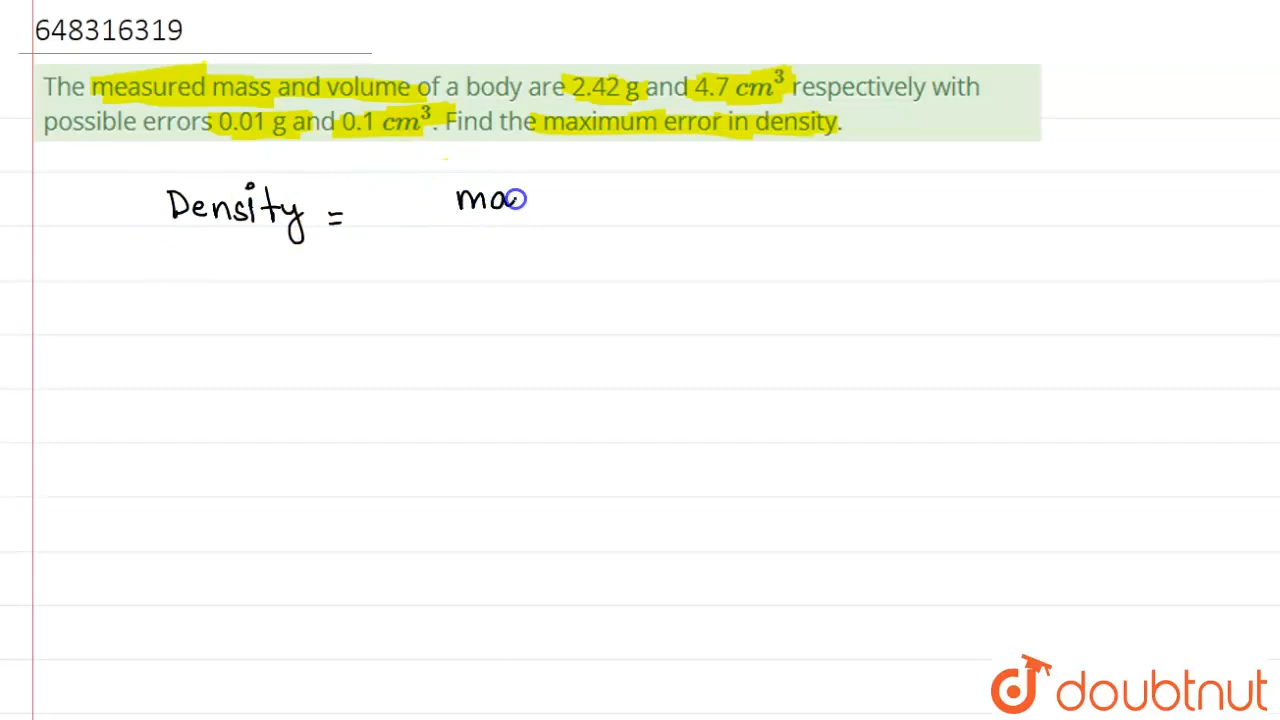 648316319
The measured mass and volume of a body are 2.42 g and 4.7 cm³ respectively with
possible errors 0.01 g and 0.1 cm³. Find the maximum error in density.
Density = ma
doubtnut